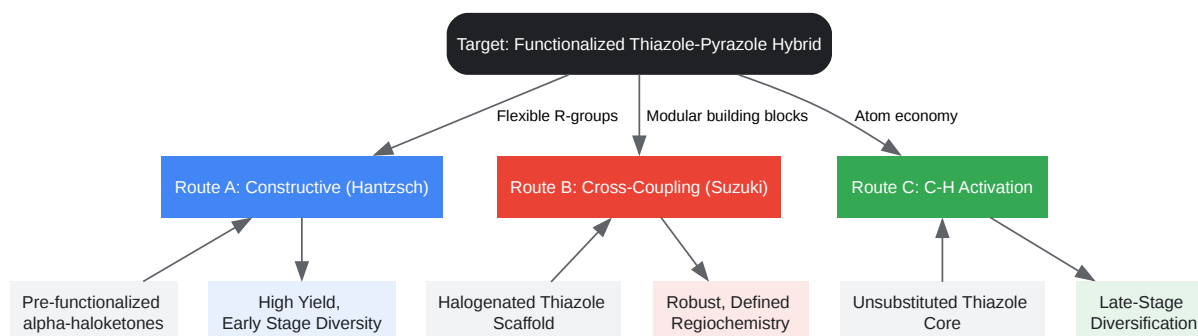 Target: Functionalized Thiazole-Pyrazole Hybrid
Flexible R-groups
Modular building blocks
Atom economy
Route A: Constructive (Hantzsch)
Route B: Cross-Coupling (Suzuki)
Route C: C-H Activation
Pre-functionalized
alpha-haloketones
High Yield,
Early Stage Diversity
Halogenated Thiazole
Scaffold
Robust, Defined
Regiochemistry
Unsubstituted Thiazole
Core
Late-Stage
Diversification